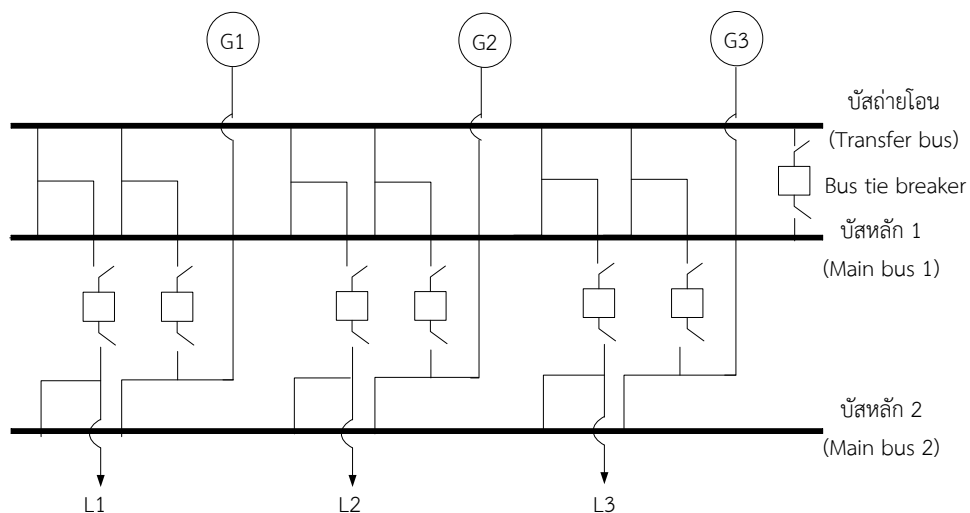 G1
G2
G3
บัสถ่ายโอน
(Transfer bus)
Bus tie breaker
บัสหลัก 1
(Main bus 1)
บัสหลัก 2
(Main bus 2)
L1
L2
L3